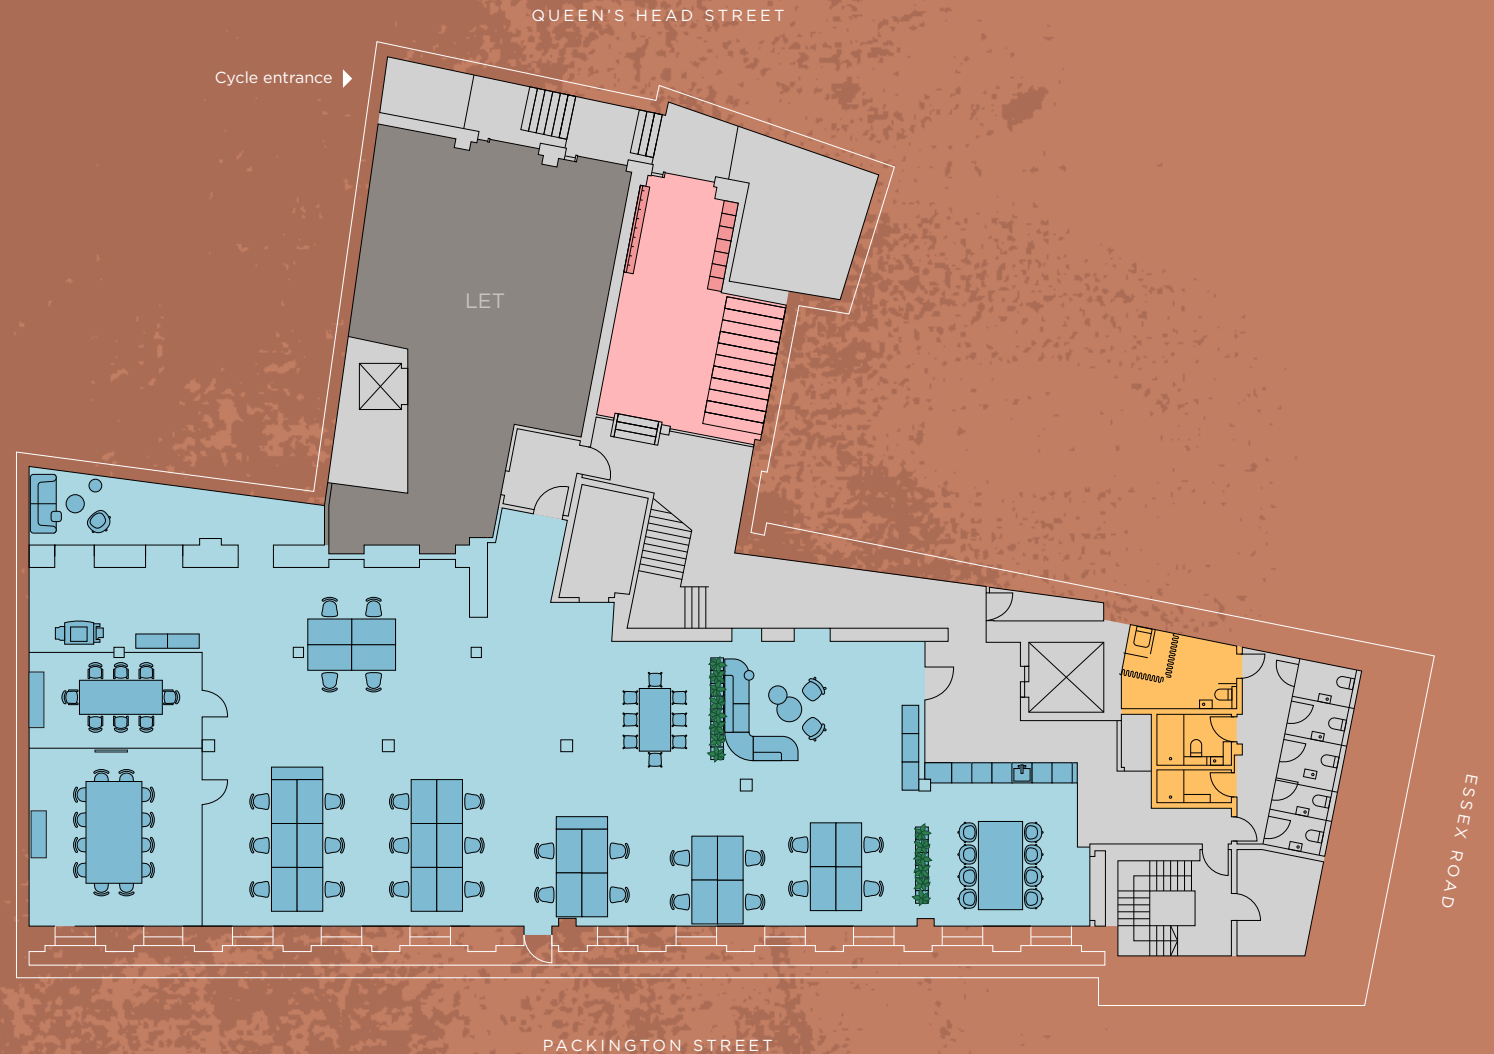 QUEEN'S HEAD STREET
Cycle entrance
LET
ESSEX ROAD
PACKINGTON STREET